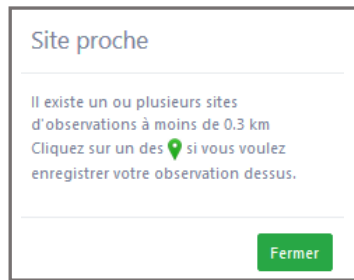 Site proche
Il existe un ou plusieurs sites
d'observations à moins de 0.3 km
Cliquez sur un des si vous voulez
enregistrer votre observation dessus.
Fermer